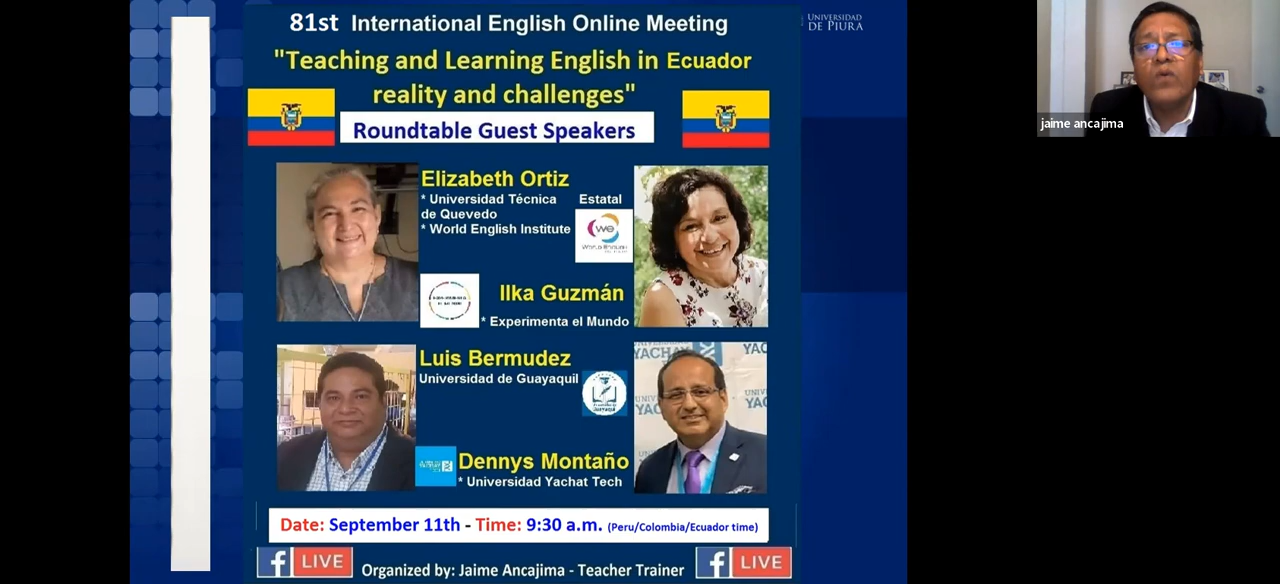 81st International English Online Meeting
"Teaching and Learning English in Ecuador
reality and challenges"
Roundtable Guest Speakers
Elizabeth Ortiz
* Universidad Técnica Estatal
de Quevedo
* World English Institute
we
Ilka Guzmán
* Experimenta el Mundo
Luis Bermudez
Universidad de Guayaquil
Dennys Montaño
* Universidad Yachat Tech
YACHAY
YAC
Date: September 11th - Time: 9:30 a.m. (Peru/Colombia/Ecuador time)
f LIVE
Organized by: Jaime Ancajima - Teacher Trainer
f LIVE
UNIVERSIDAD
DE PIURA
jaime ancajima